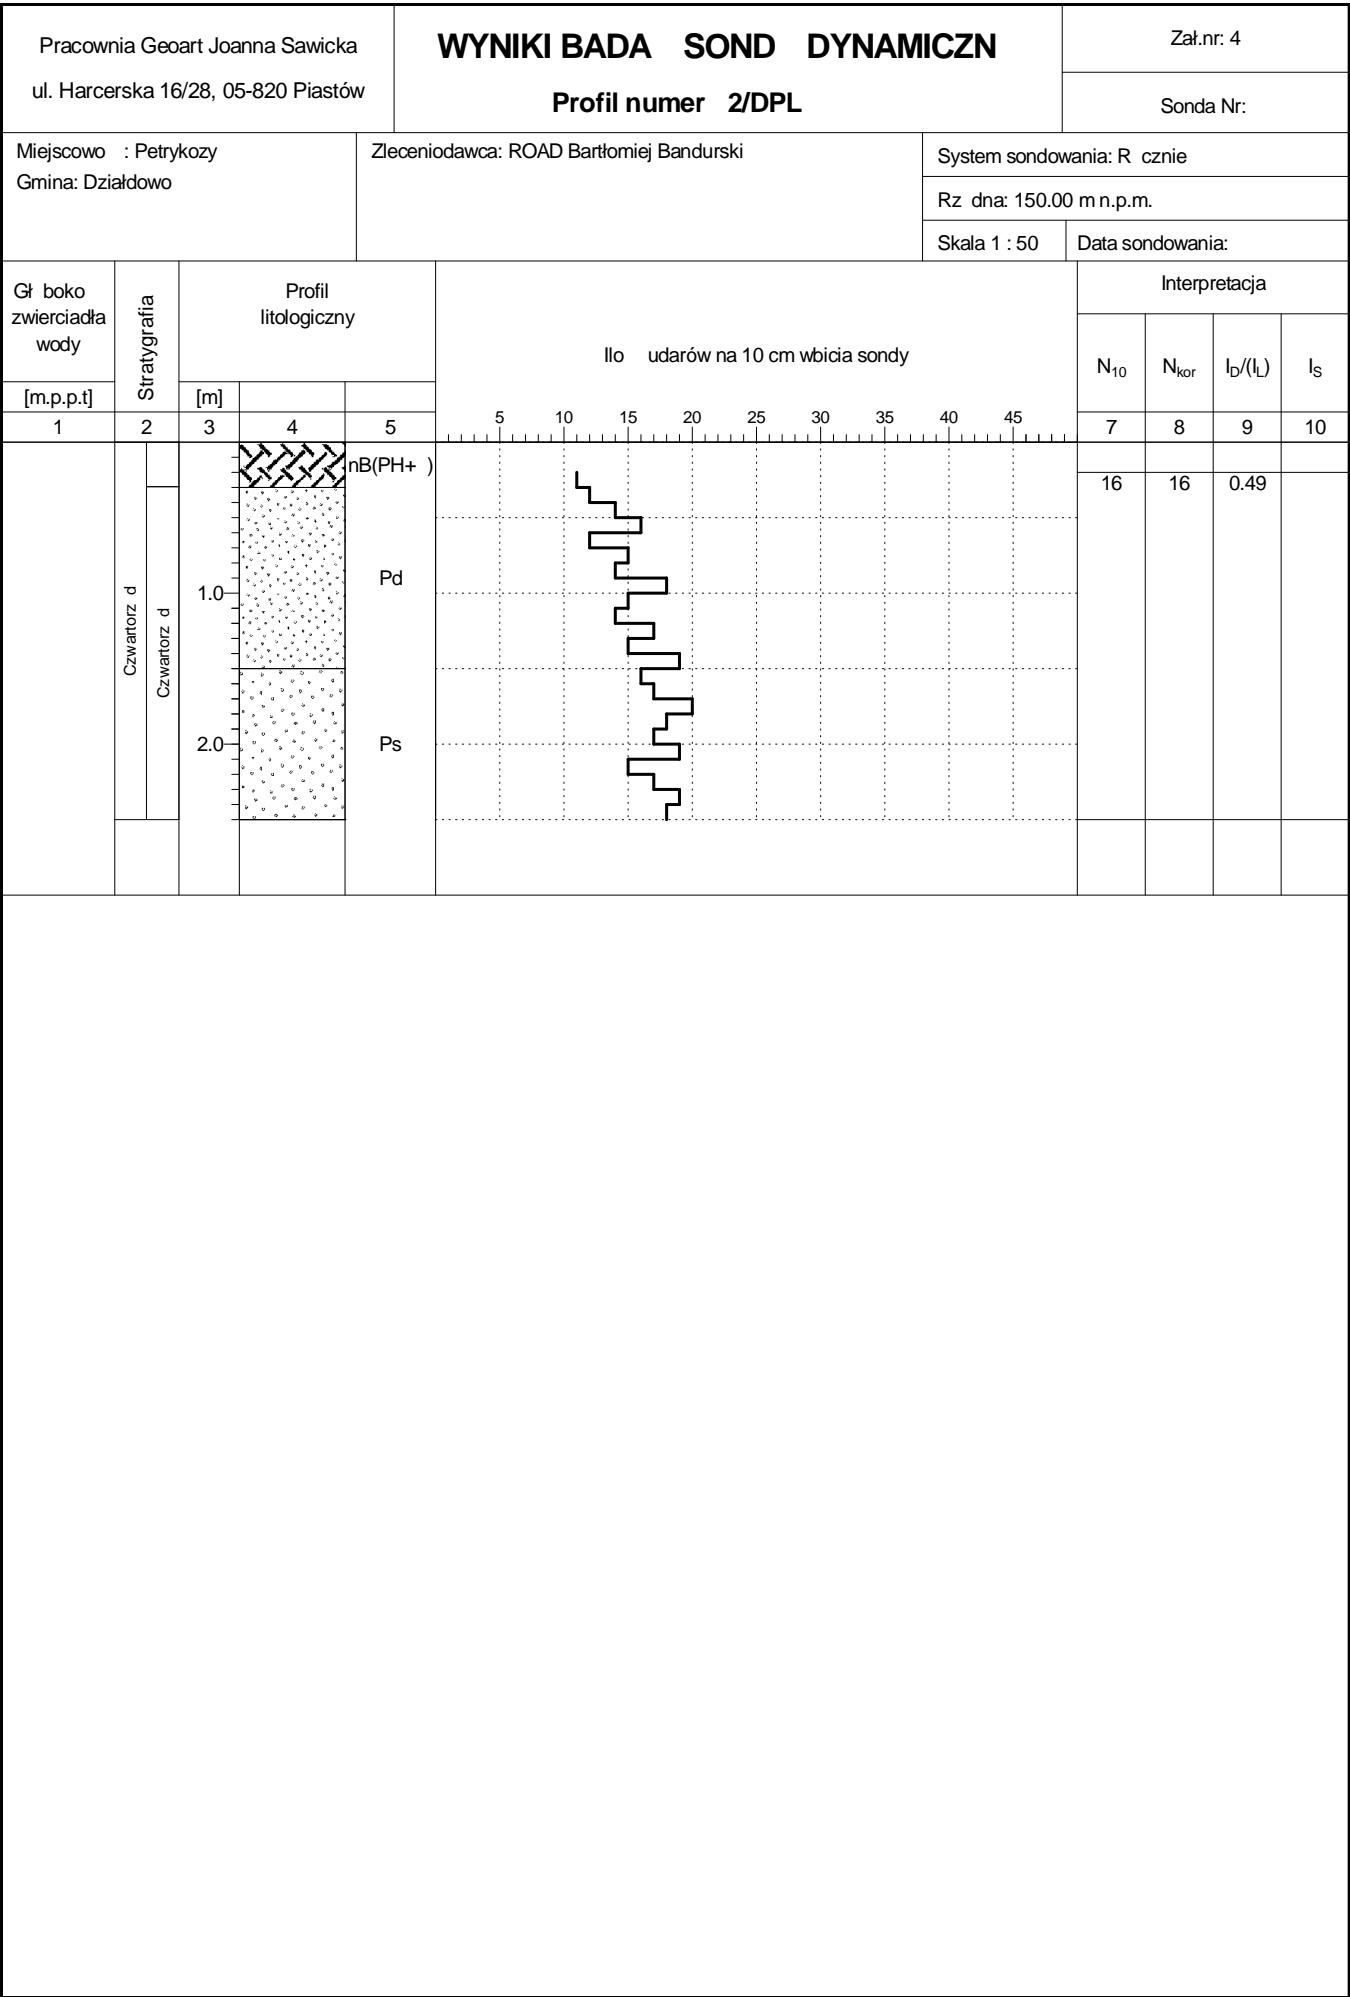 Pracownia Geoart Joanna Sawicka
ul. Harcerska 16/28, 05-820 Piastów
WYNIKI BADA SOND DYNAMICZN
Profil numer 2/DPL
Zał.nr: 4
Sonda Nr:
Miejscowo : Petrykozy
Gmina: Działdowo
Zleceniodawca: ROAD Bartłomiej Bandurski
System sondowania: R cznie
Rz dna: 150.00 m n.p.m.
Skala 1 : 50
Data sondowania:
Gł boko
zwierciadła
wody
[m.p.p.t]
Stratygrafia
Profil
litologiczny
[m]
Ilo udarów na 10 cm wbicia sondy
Interpretacja
N10
Nkor
ID/(IL)
IS
5 10 15 20 25 30 35 40 45
1 2 3 4 5 7 8 9 10
nB(PH+ )
16 16 0.49
Czwartorz d
Czwartorz d
Pd
1.0
2.0
Ps